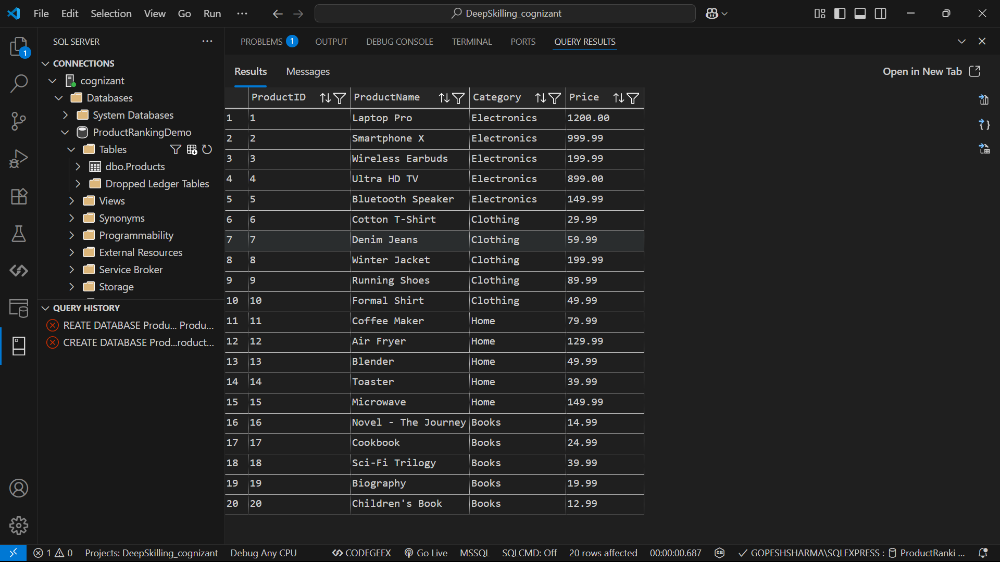 File Edit Selection View Go Run ··· DeepSkilling_cognizant
SQL SERVER ···
CONNECTIONS
cognizant
Databases
System Databases
ProductRankingDemo
Tables
dbo.Products
Dropped Ledger Tables
Views
Synonyms
Programmability
External Resources
Service Broker
Storage
QUERY HISTORY
REATE DATABASE Produ... Produ...
CREATE DATABASE Prod...roduct...
1
PROBLEMS 1 OUTPUT DEBUG CONSOLE TERMINAL PORTS QUERY RESULTS
Results Messages Open in New Tab
ProductID ProductName Category Price
1 1 Laptop Pro Electronics 1200.00
2 2 Smartphone X Electronics 999.99
3 3 Wireless Earbuds Electronics 199.99
4 4 Ultra HD TV Electronics 899.00
5 5 Bluetooth Speaker Electronics 149.99
6 6 Cotton T-Shirt Clothing 29.99
7 7 Denim Jeans Clothing 59.99
8 8 Winter Jacket Clothing 199.99
9 9 Running Shoes Clothing 89.99
10 10 Formal Shirt Clothing 49.99
11 11 Coffee Maker Home 79.99
12 12 Air Fryer Home 129.99
13 13 Blender Home 49.99
14 14 Toaster Home 39.99
15 15 Microwave Home 149.99
16 16 Novel - The Journey Books 14.99
17 17 Cookbook Books 24.99
18 18 Sci-Fi Trilogy Books 39.99
19 19 Biography Books 19.99
20 20 Children's Book Books 12.99
1 0 Projects: DeepSkilling_cognizant Debug Any CPU CODEGEEX Go Live MSSQL SQLCMD: Off 20 rows affected 00:00:00.687 GOPESHSHARMA\SQLEXPRESS : ProductRanki ...